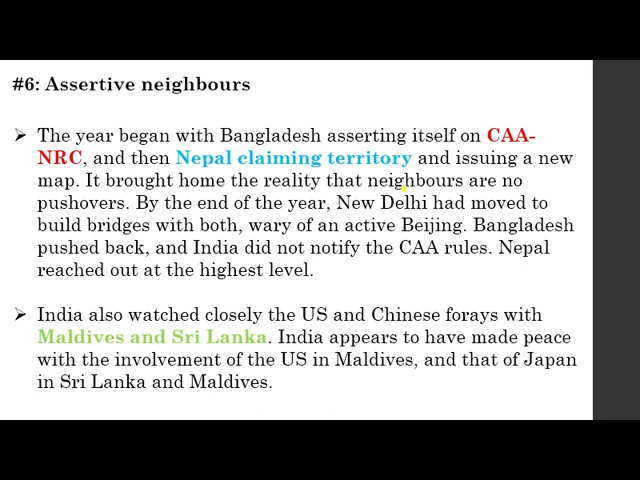 #6: Assertive neighbours
➢ The year began with Bangladesh asserting itself on CAA-
NRC, and then Nepal claiming territory and issuing a new
map. It brought home the reality that neighbours are no
pushovers. By the end of the year, New Delhi had moved to
build bridges with both, wary of an active Beijing. Bangladesh
pushed back, and India did not notify the CAA rules. Nepal
reached out at the highest level.
➢ India also watched closely the US and Chinese forays with
Maldives and Sri Lanka. India appears to have made peace
with the involvement of the US in Maldives, and that of Japan
in Sri Lanka and Maldives.